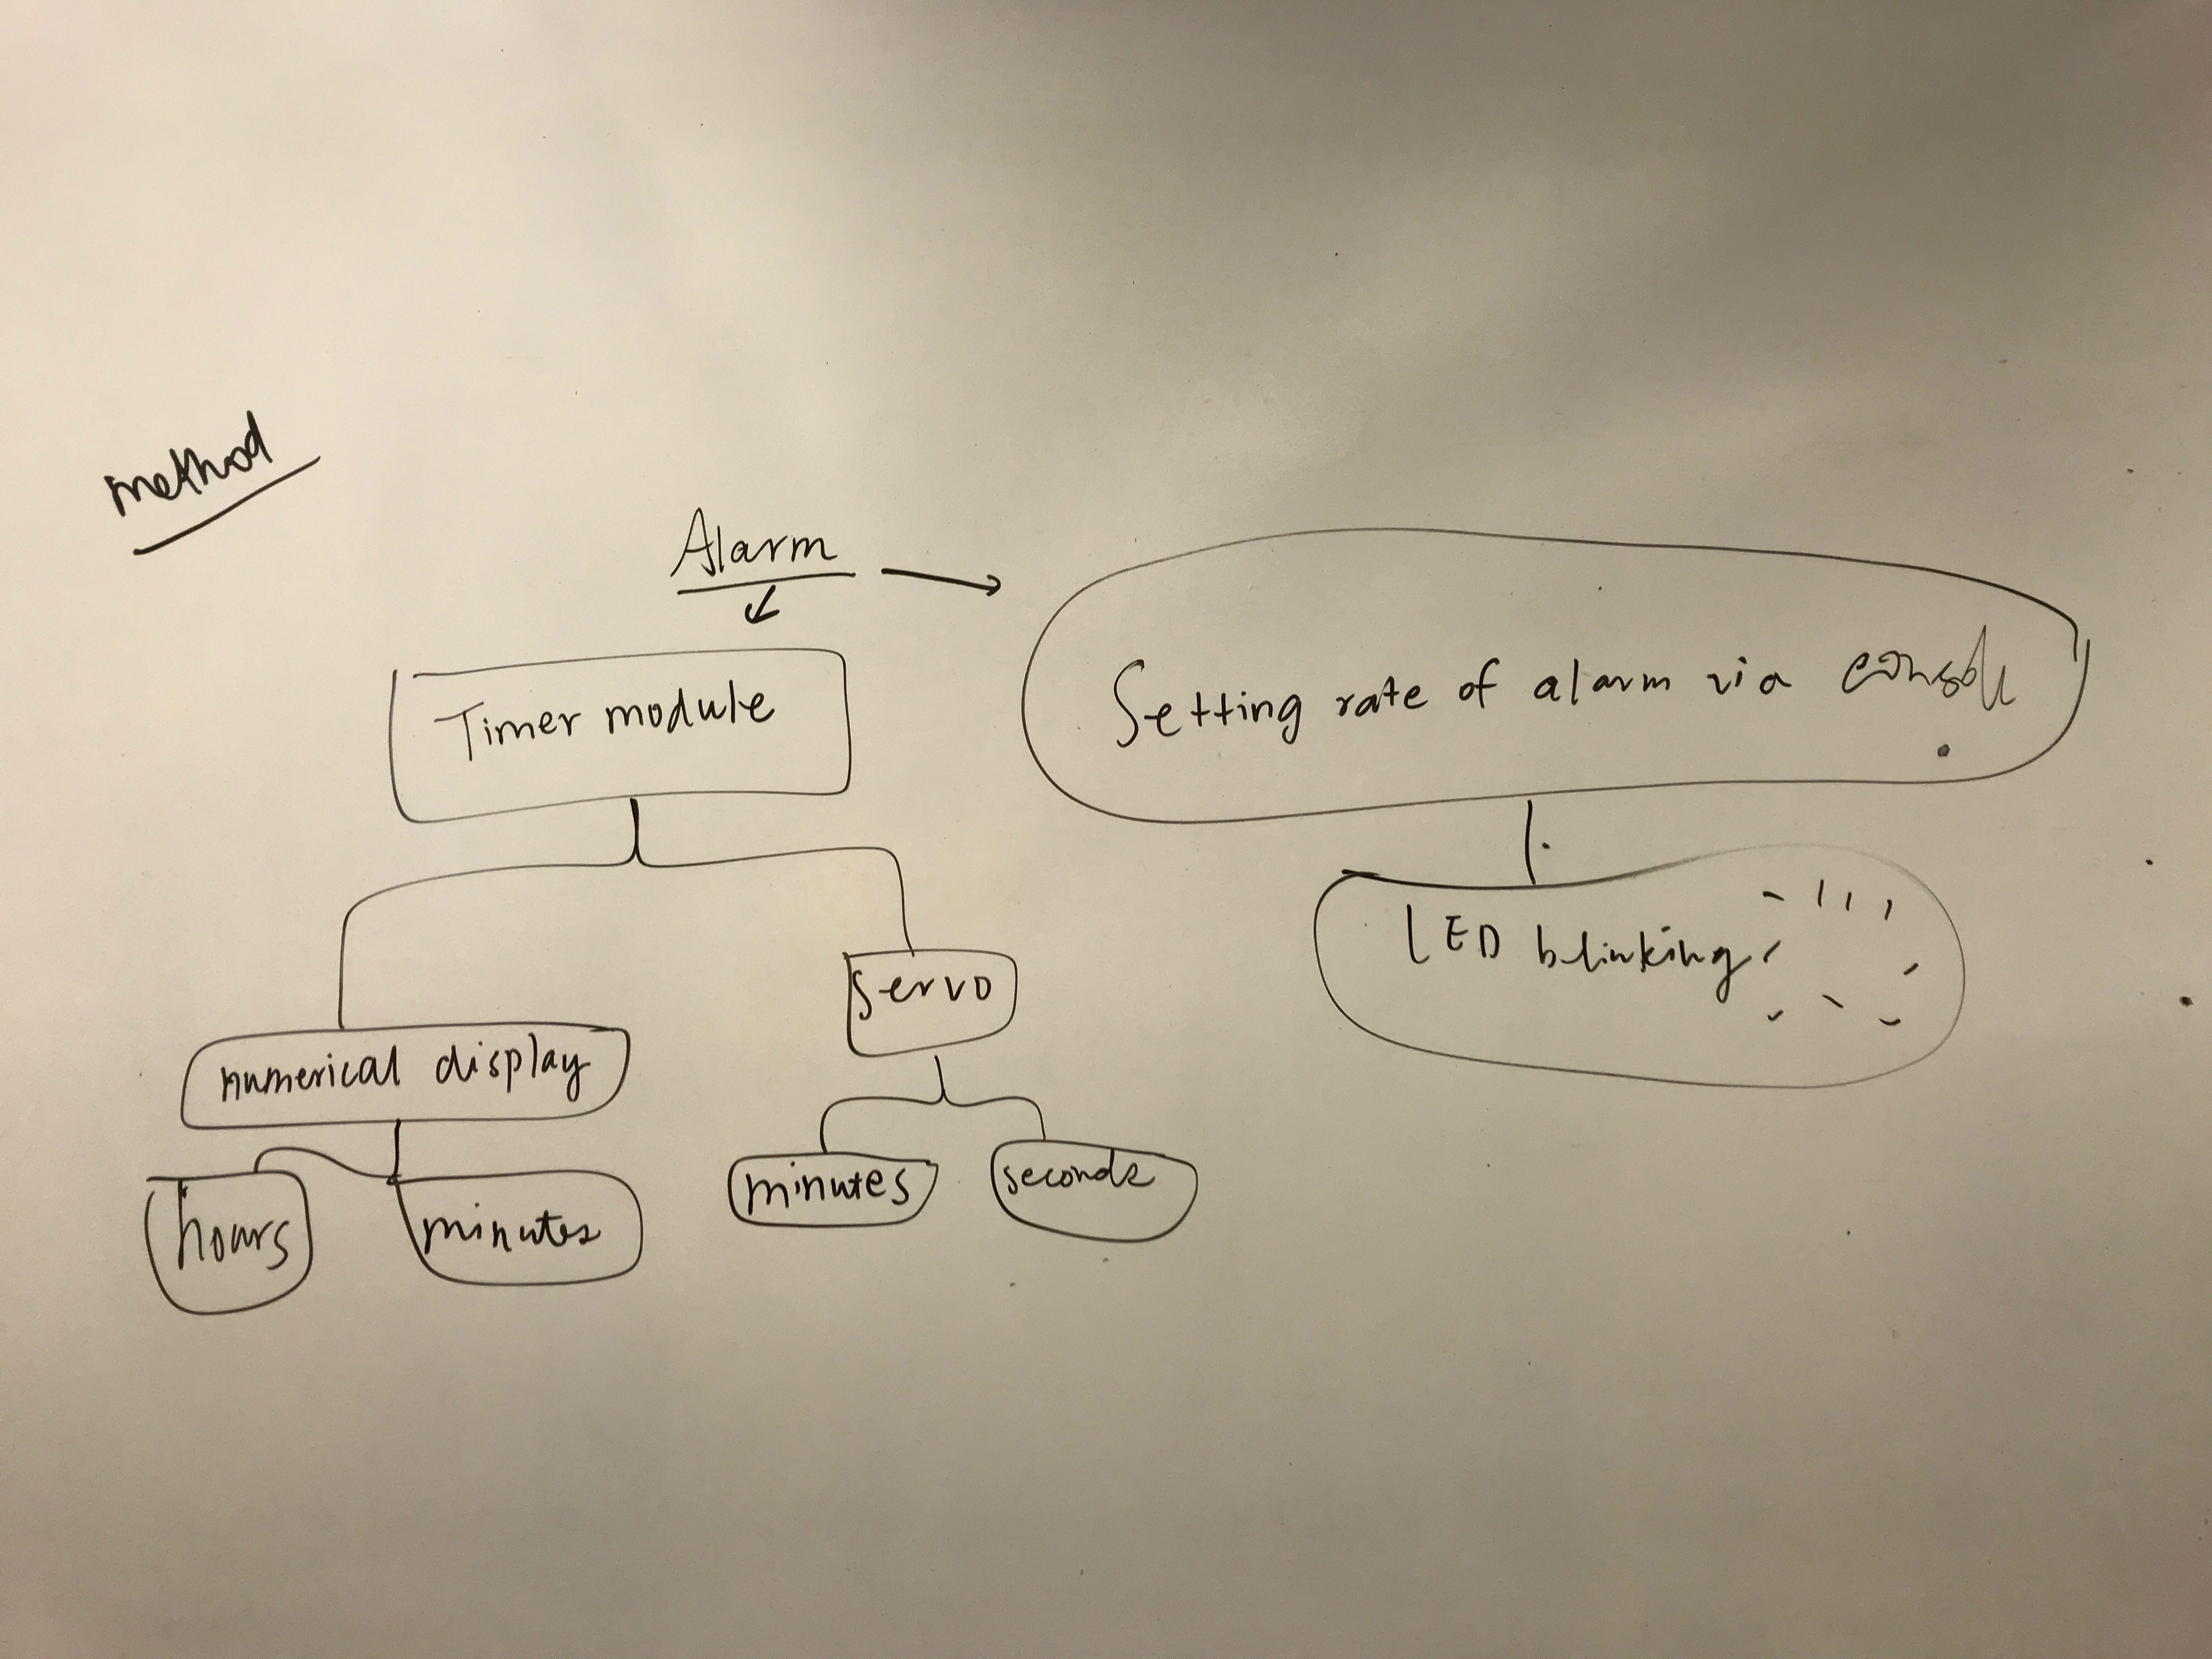 method
Alarm
Timer module
Setting rate of alarm via console
servo
LED blinking
numerical display
minutes
seconds
hours
minutes